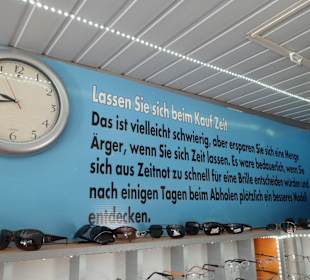 Lassen Sie sich beim Kauf Zeit
Das ist vielleicht schwierig, aber ersparen Sie sich eine Menge
Ärger, wenn Sie sich Zeit lassen. Es ware bedauerlich, wenn Sie
sich aus Zeitnot zu schnell für eine Brille entscheiden würden und
nach einigen Tagen beim Abholen plotzlich ein besseres Modell
entdecken.